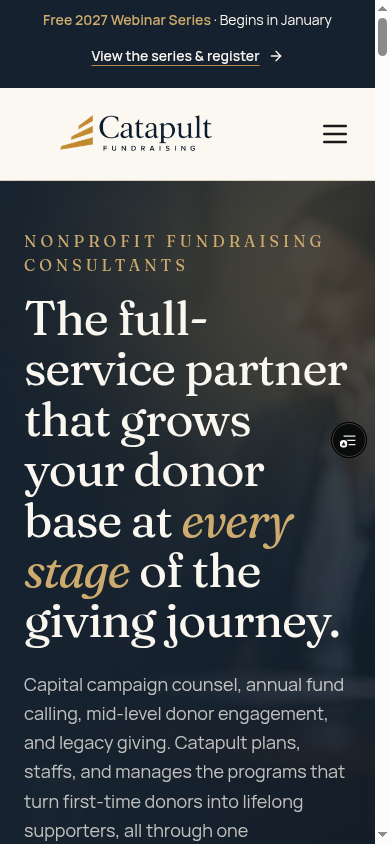 Free 2027 Webinar Series · Begins in January
View the series & register →
Catapult
FUNDRAISING
NONPROFIT FUNDRAISING
CONSULTANTS
The full-
service partner
that grows
your donor
base at every
stage of the
giving journey.
Capital campaign counsel, annual fund
calling, mid-level donor engagement,
and legacy giving. Catapult plans,
staffs, and manages the programs that
turn first-time donors into lifelong
supporters, all through one